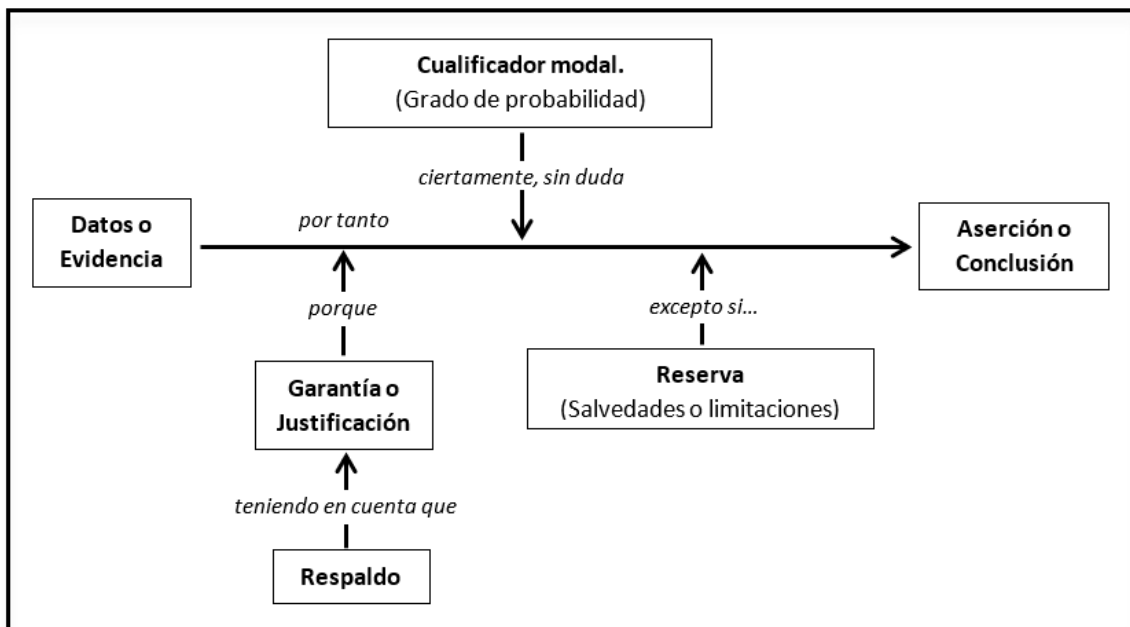 Cualificador modal.
(Grado de probabilidad)
ciertamente, sin duda
Datos o
Evidencia
por tanto
Aserción o
Conclusión
porque
excepto si...
Garantía o
Justificación
Reserva
(Salvedades o limitaciones)
teniendo en cuenta que
Respaldo